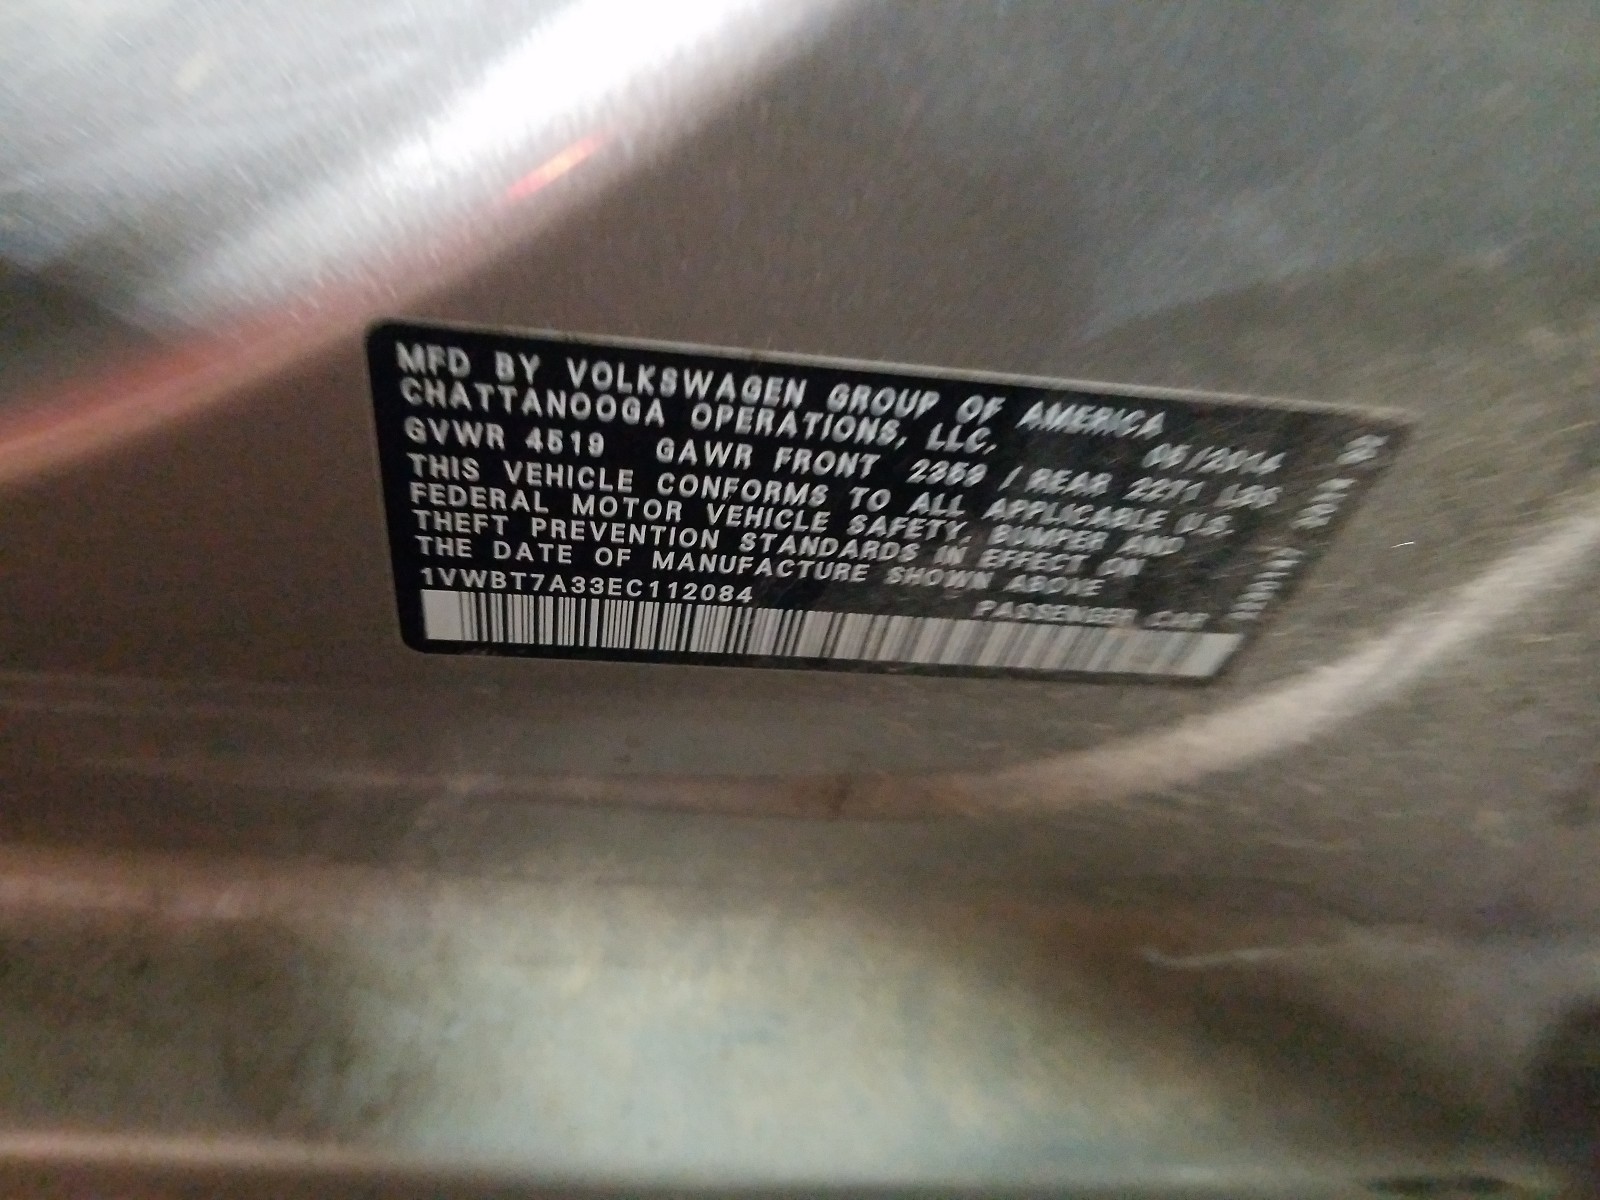 MFD BY VOLKSWAGEN GROUP OF AMERICA
CHATTANOOGA OPERATIONS, LLC. 05/2014
GVWR 4519 GAWR FRONT 2359 / REAR 2271 LBS
THIS VEHICLE CONFORMS TO ALL APPLICABLE U.S.
FEDERAL MOTOR VEHICLE SAFETY, BUMPER AND
THEFT PREVENTION STANDARDS IN EFFECT ON
THE DATE OF MANUFACTURE SHOWN ABOVE
1VWBT7A33EC112084 PASSENGER CAR